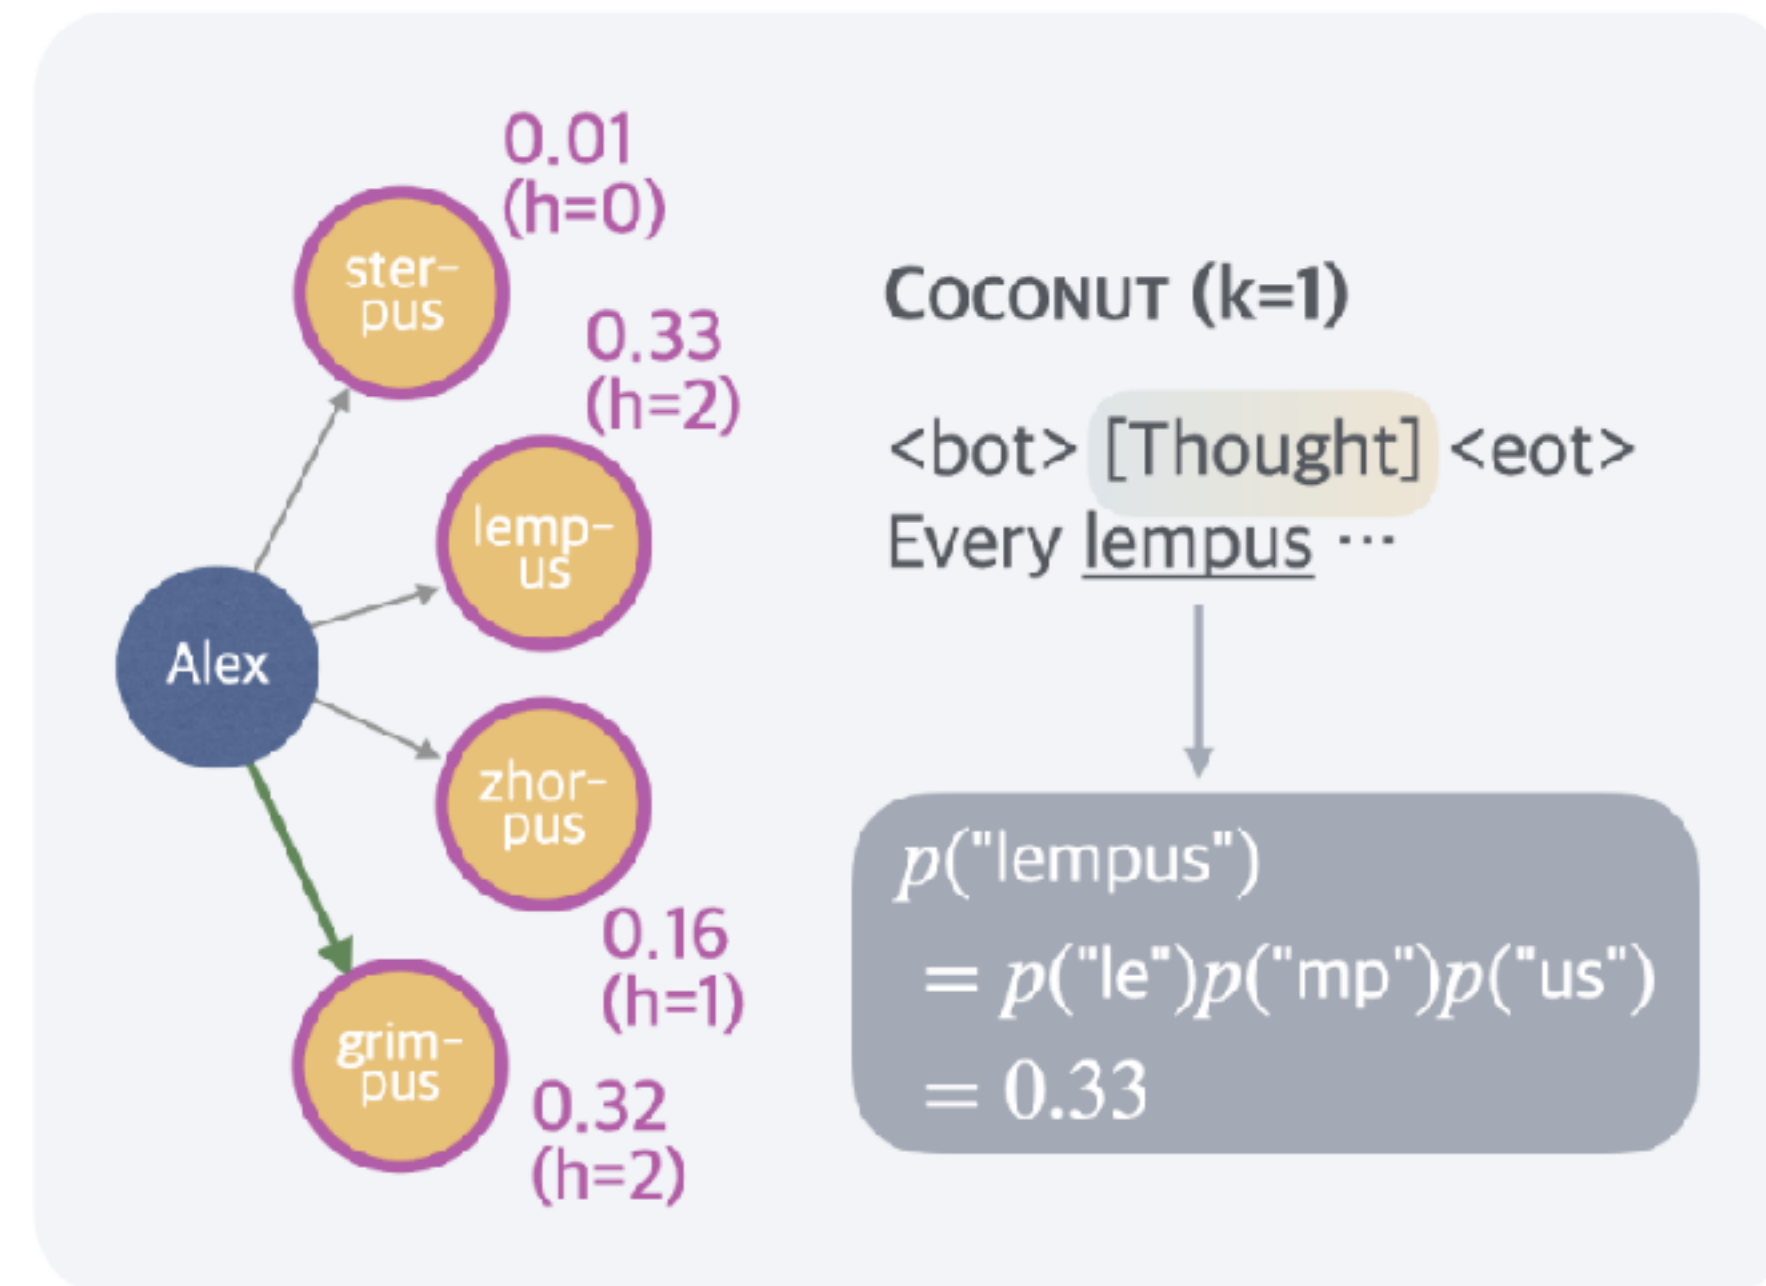 0.01
(h=0)
ster-
pus
0.33
(h=2)
lemp-
us
Alex
zhor-
pus
0.16
(h=1)
grim-
pus
0.32
(h=2)
COCONUT (k=1)
<bot> [Thought] <eot>
Every lempus ···
p("lempus")
= p("le")p("mp")p("us")
= 0.33